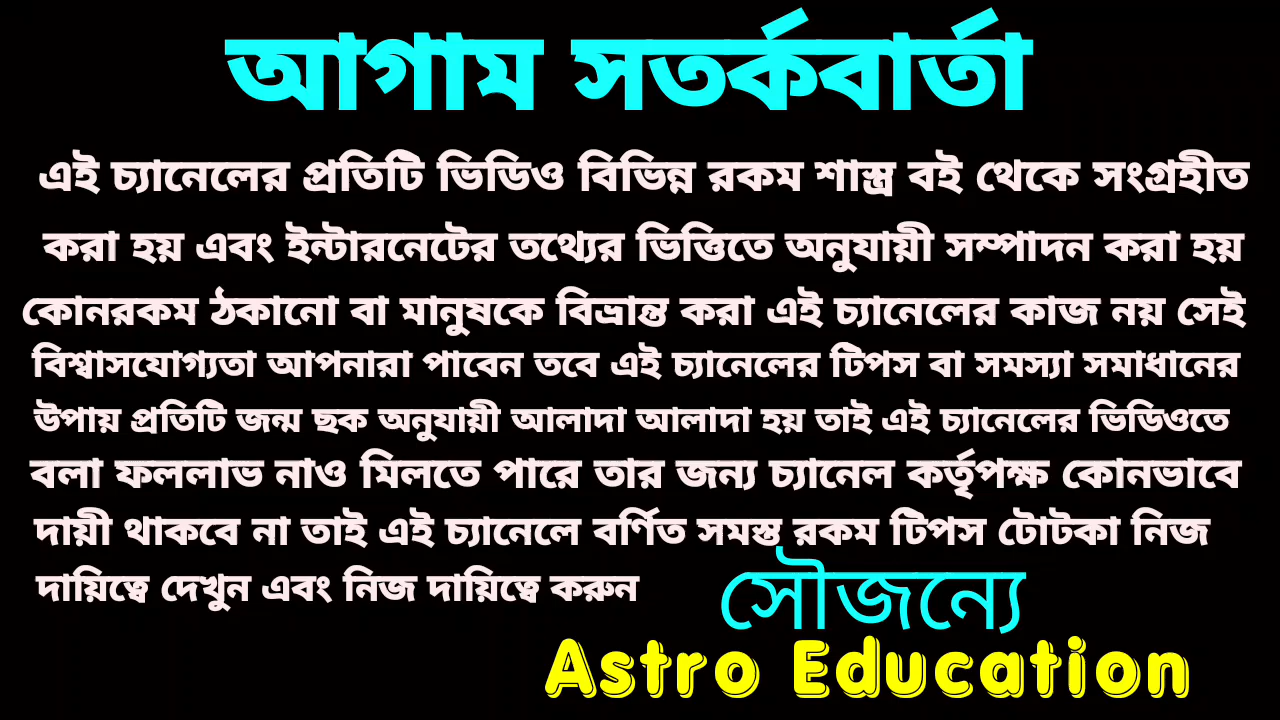 আগাম সতর্কবার্তা
এই চ্যানেলের প্রতিটি ভিডিও বিভিন্ন রকম শাস্ত্র বই থেকে সংগ্রহীত
করা হয় এবং ইন্টারনেটের তথ্যের ভিত্তিতে অনুযায়ী সম্পাদন করা হয়
কোনরকম ঠকানো বা মানুষকে বিভ্রান্ত করা এই চ্যানেলের কাজ নয় সেই
বিশ্বাসযোগ্যতা আপনারা পাবেন তবে এই চ্যানেলের টিপস বা সমস্যা সমাধানের
উপায় প্রতিটি জন্ম ছক অনুযায়ী আলাদা আলাদা হয় তাই এই চ্যানেলের ভিডিওতে
বলা ফললাভ নাও মিলতে পারে তার জন্য চ্যানেল কর্তৃপক্ষ কোনভাবে
দায়ী থাকবে না তাই এই চ্যানেলে বর্ণিত সমস্ত রকম টিপস টোটকা নিজ
দায়িত্বে দেখুন এবং নিজ দায়িত্বে করুন
সৌজন্যে
Astro Education